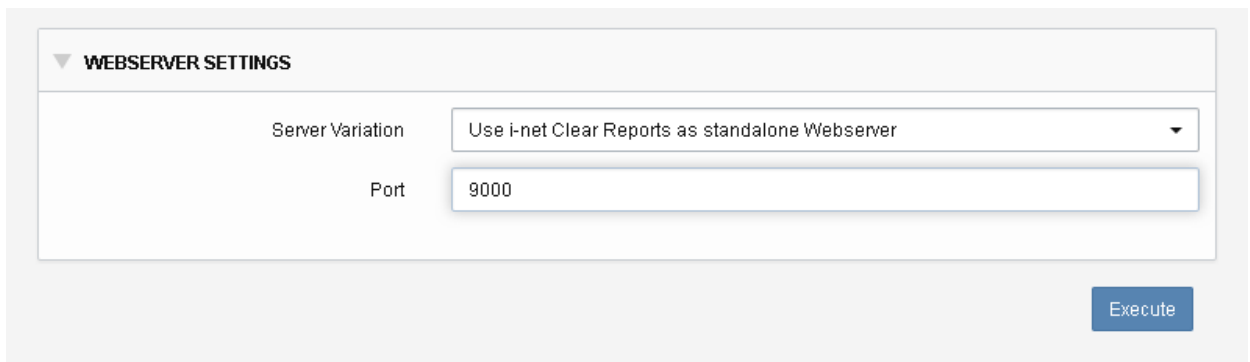 WEBSERVER SETTINGS
Server Variation Use i-net Clear Reports as standalone Webserver
Port 9000
Execute